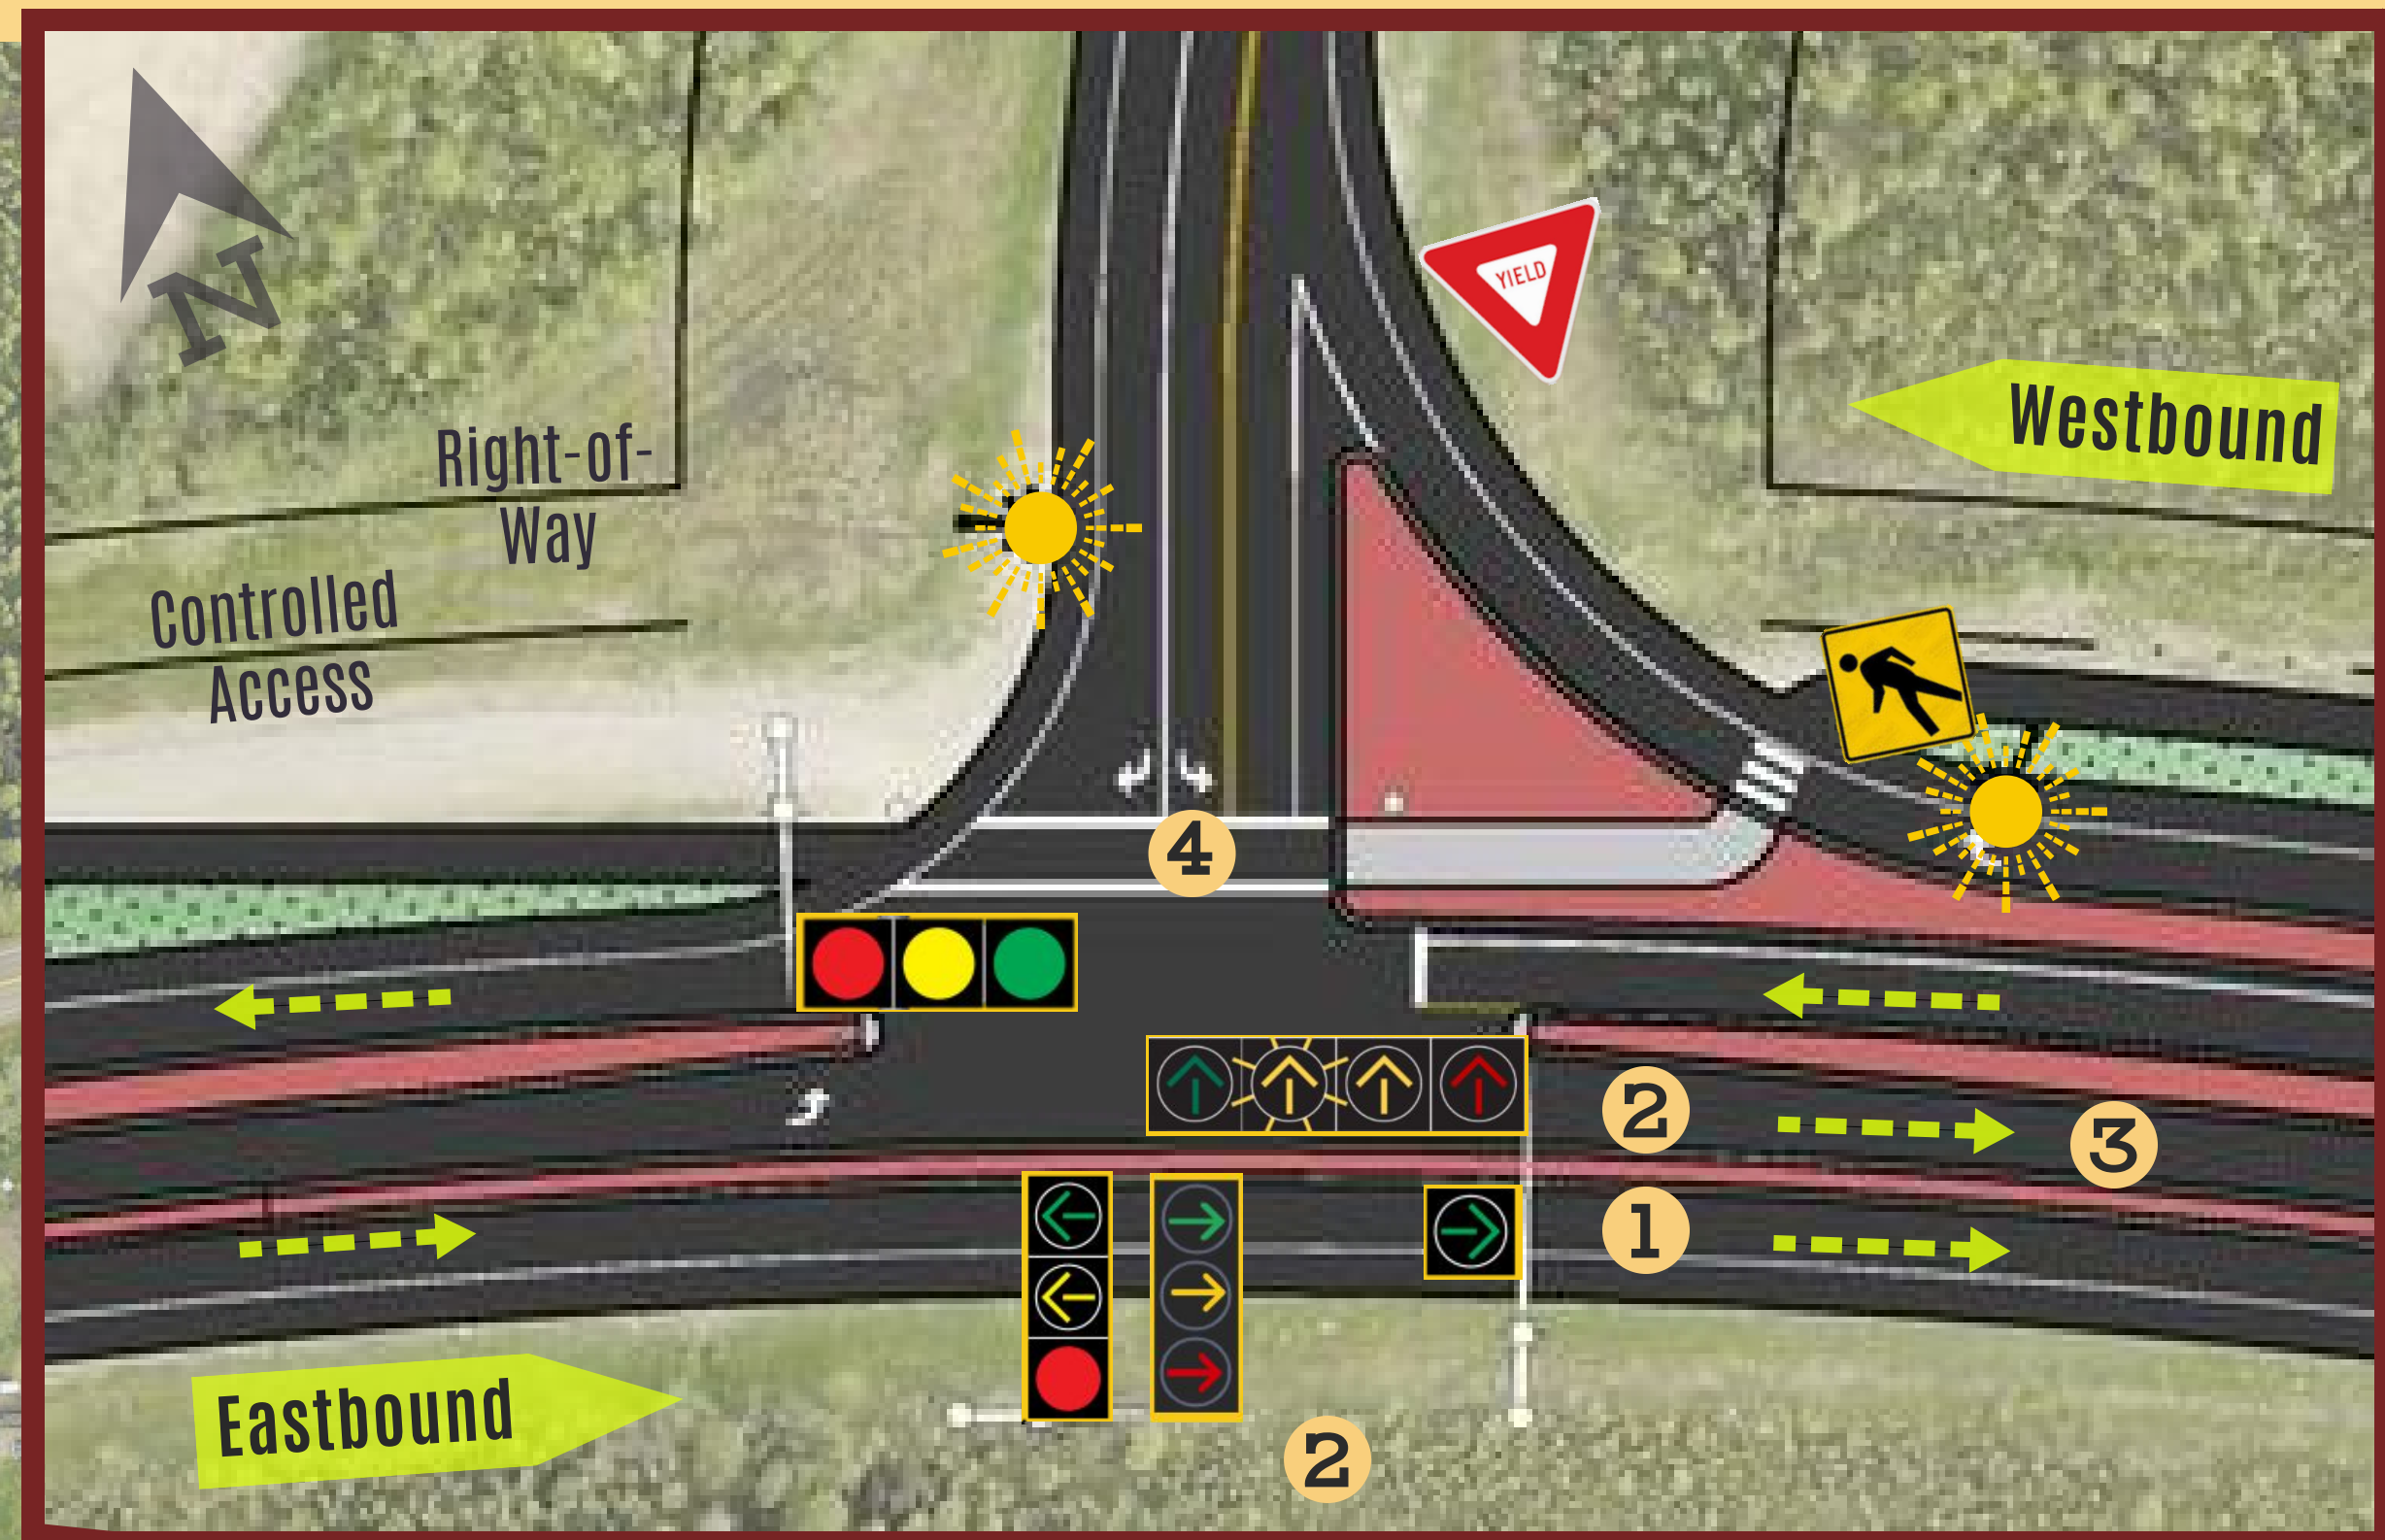 N
YIELD
Westbound
Right-of-
Way
Controlled
Access
4
2
3
1
Eastbound
2